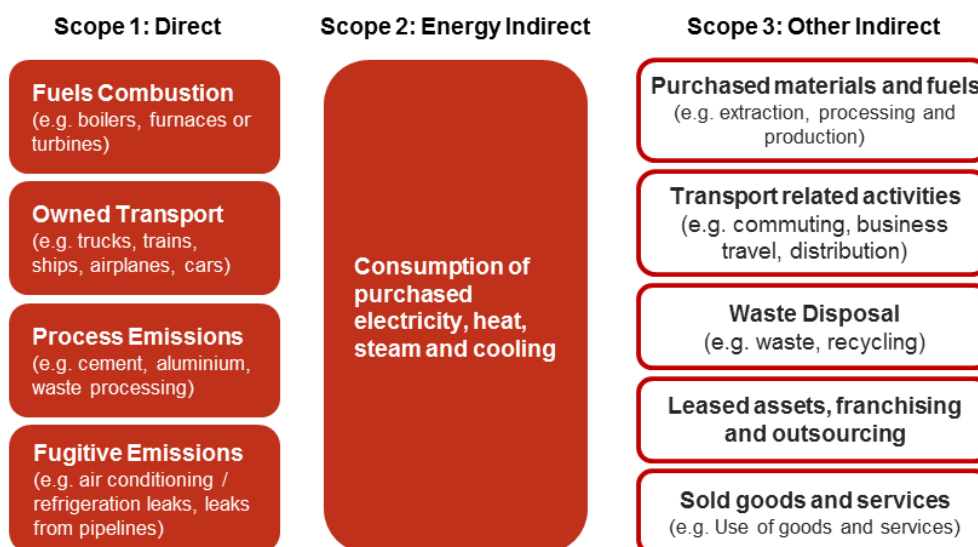 Scope 1: Direct
Fuels Combustion
(e.g. boilers, furnaces or
turbines)
Owned Transport
(e.g. trucks, trains,
ships, airplanes, cars)
Process Emissions
(e.g. cement, aluminium,
waste processing)
Fugitive Emissions
(e.g. air conditioning /
refrigeration leaks, leaks
from pipelines)
Scope 2: Energy Indirect
Consumption of
purchased
electricity, heat,
steam and cooling
Scope 3: Other Indirect
Purchased materials and fuels
(e.g. extraction, processing and
production)
Transport related activities
(e.g. commuting, business
travel, distribution)
Waste Disposal
(e.g. waste, recycling)
Leased assets, franchising
and outsourcing
Sold goods and services
(e.g. Use of goods and services)